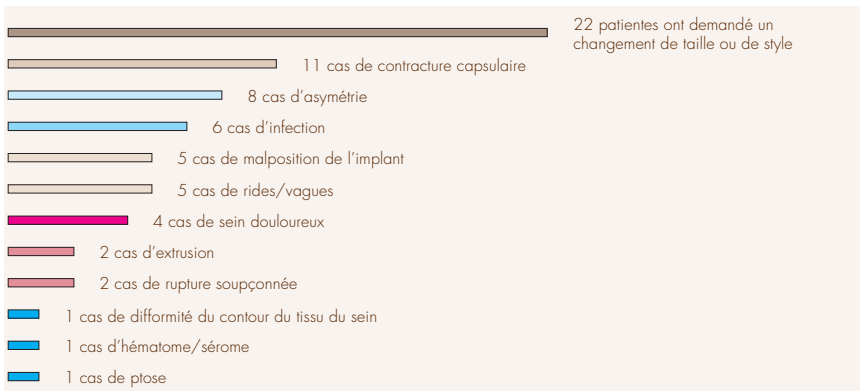 22 patientes ont demandé un
changement de taille ou de style
11 cas de contracture capsulaire
8 cas d'asymétrie
6 cas d'infection
5 cas de malposition de l'implant
5 cas de rides/vagues
4 cas de sein douloureux
2 cas d'extrusion
2 cas de rupture soupçonnée
1 cas de difformité du contour du tissu du sein
1 cas d'hématome/sérome
1 cas de ptose